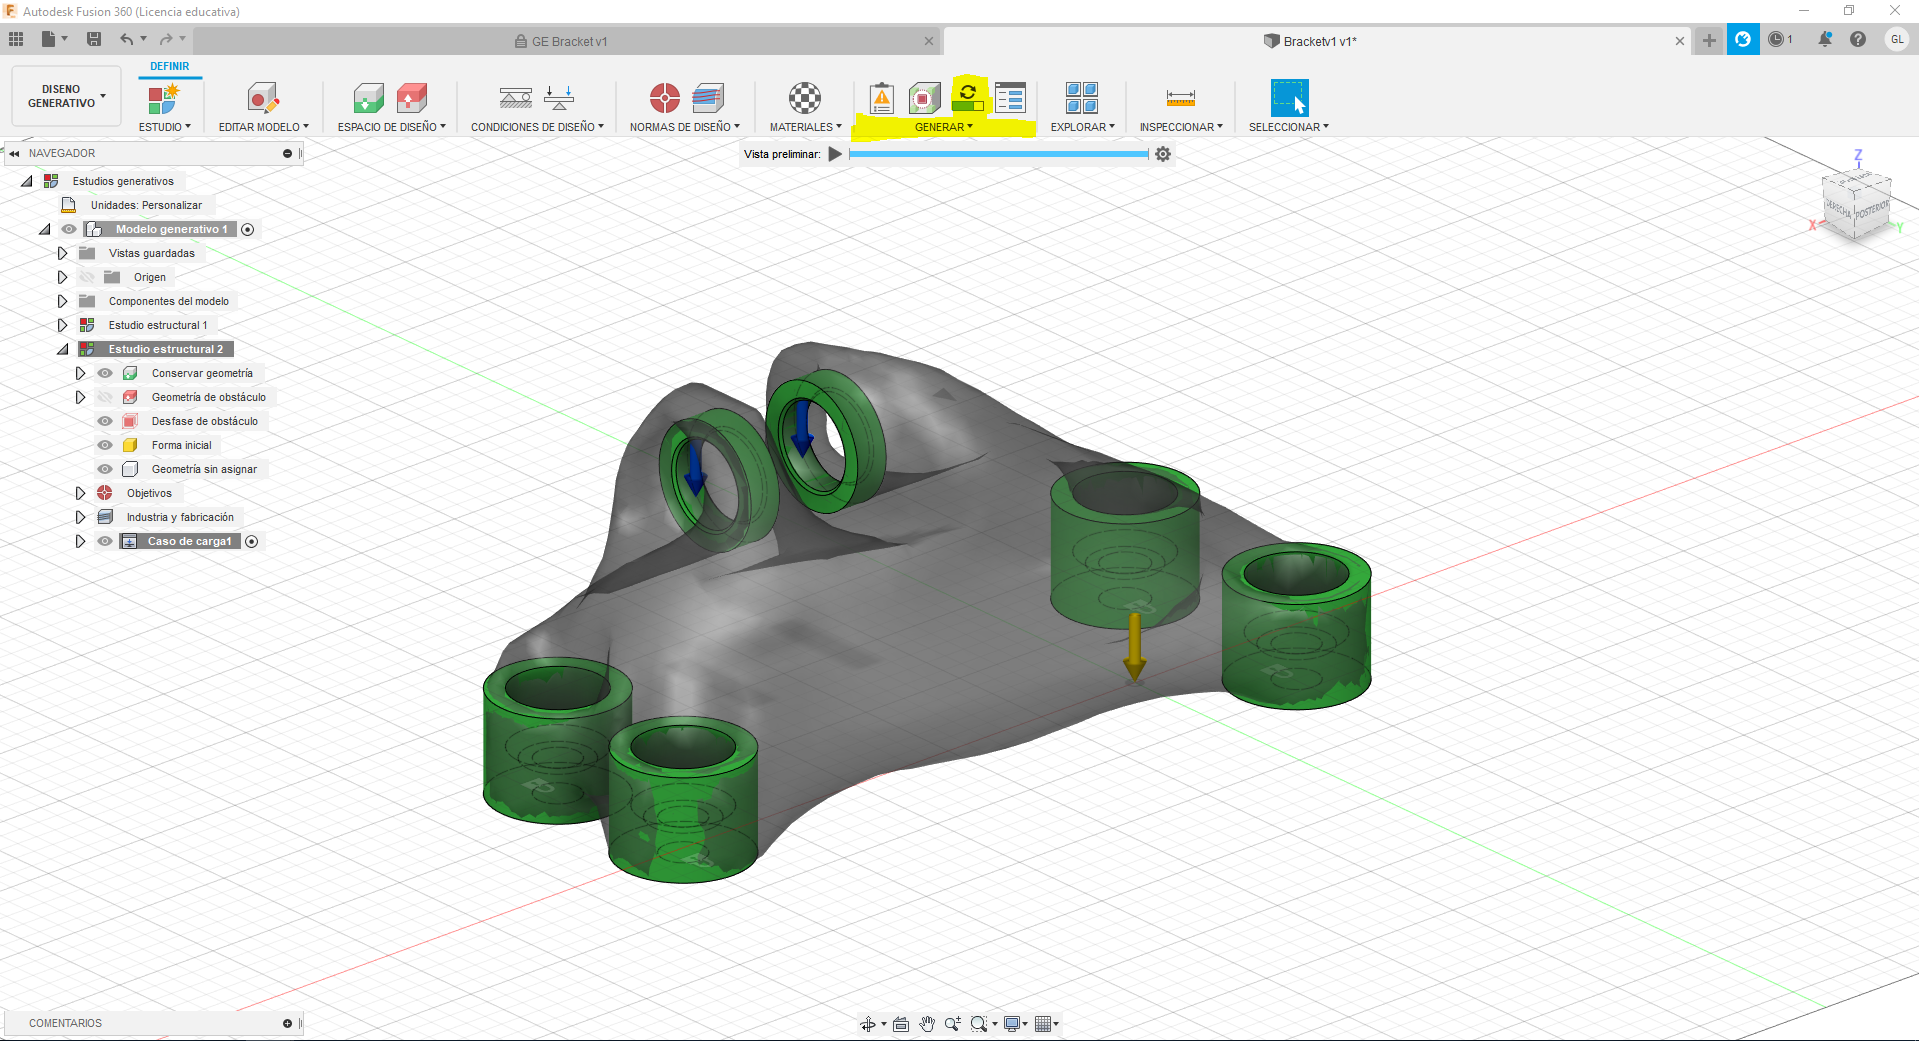 Autodesk Fusion 360 (Licencia educativa)
GE Bracket v1
Bracketv1 v1*
1
GL
DISEÑO GENERATIVO
DEFINIR
ESTUDIO
EDITAR MODELO
ESPACIO DE DISEÑO
CONDICIONES DE DISEÑO
NORMAS DE DISEÑO
MATERIALES
GENERAR
EXPLORAR
INSPECCIONAR
SELECCIONAR
NAVEGADOR
Vista preliminar:
Estudios generativos
Unidades: Personalizar
Modelo generativo 1
Vistas guardadas
Origen
Componentes del modelo
Estudio estructural 1
Estudio estructural 2
Conservar geometría
Geometría de obstáculo
Desfase de obstáculo
Forma inicial
Geometría sin asignar
Objetivos
Industria y fabricación
Caso de carga1
Z
DERECHA
POSTERIOR
X
Y
COMENTARIOS